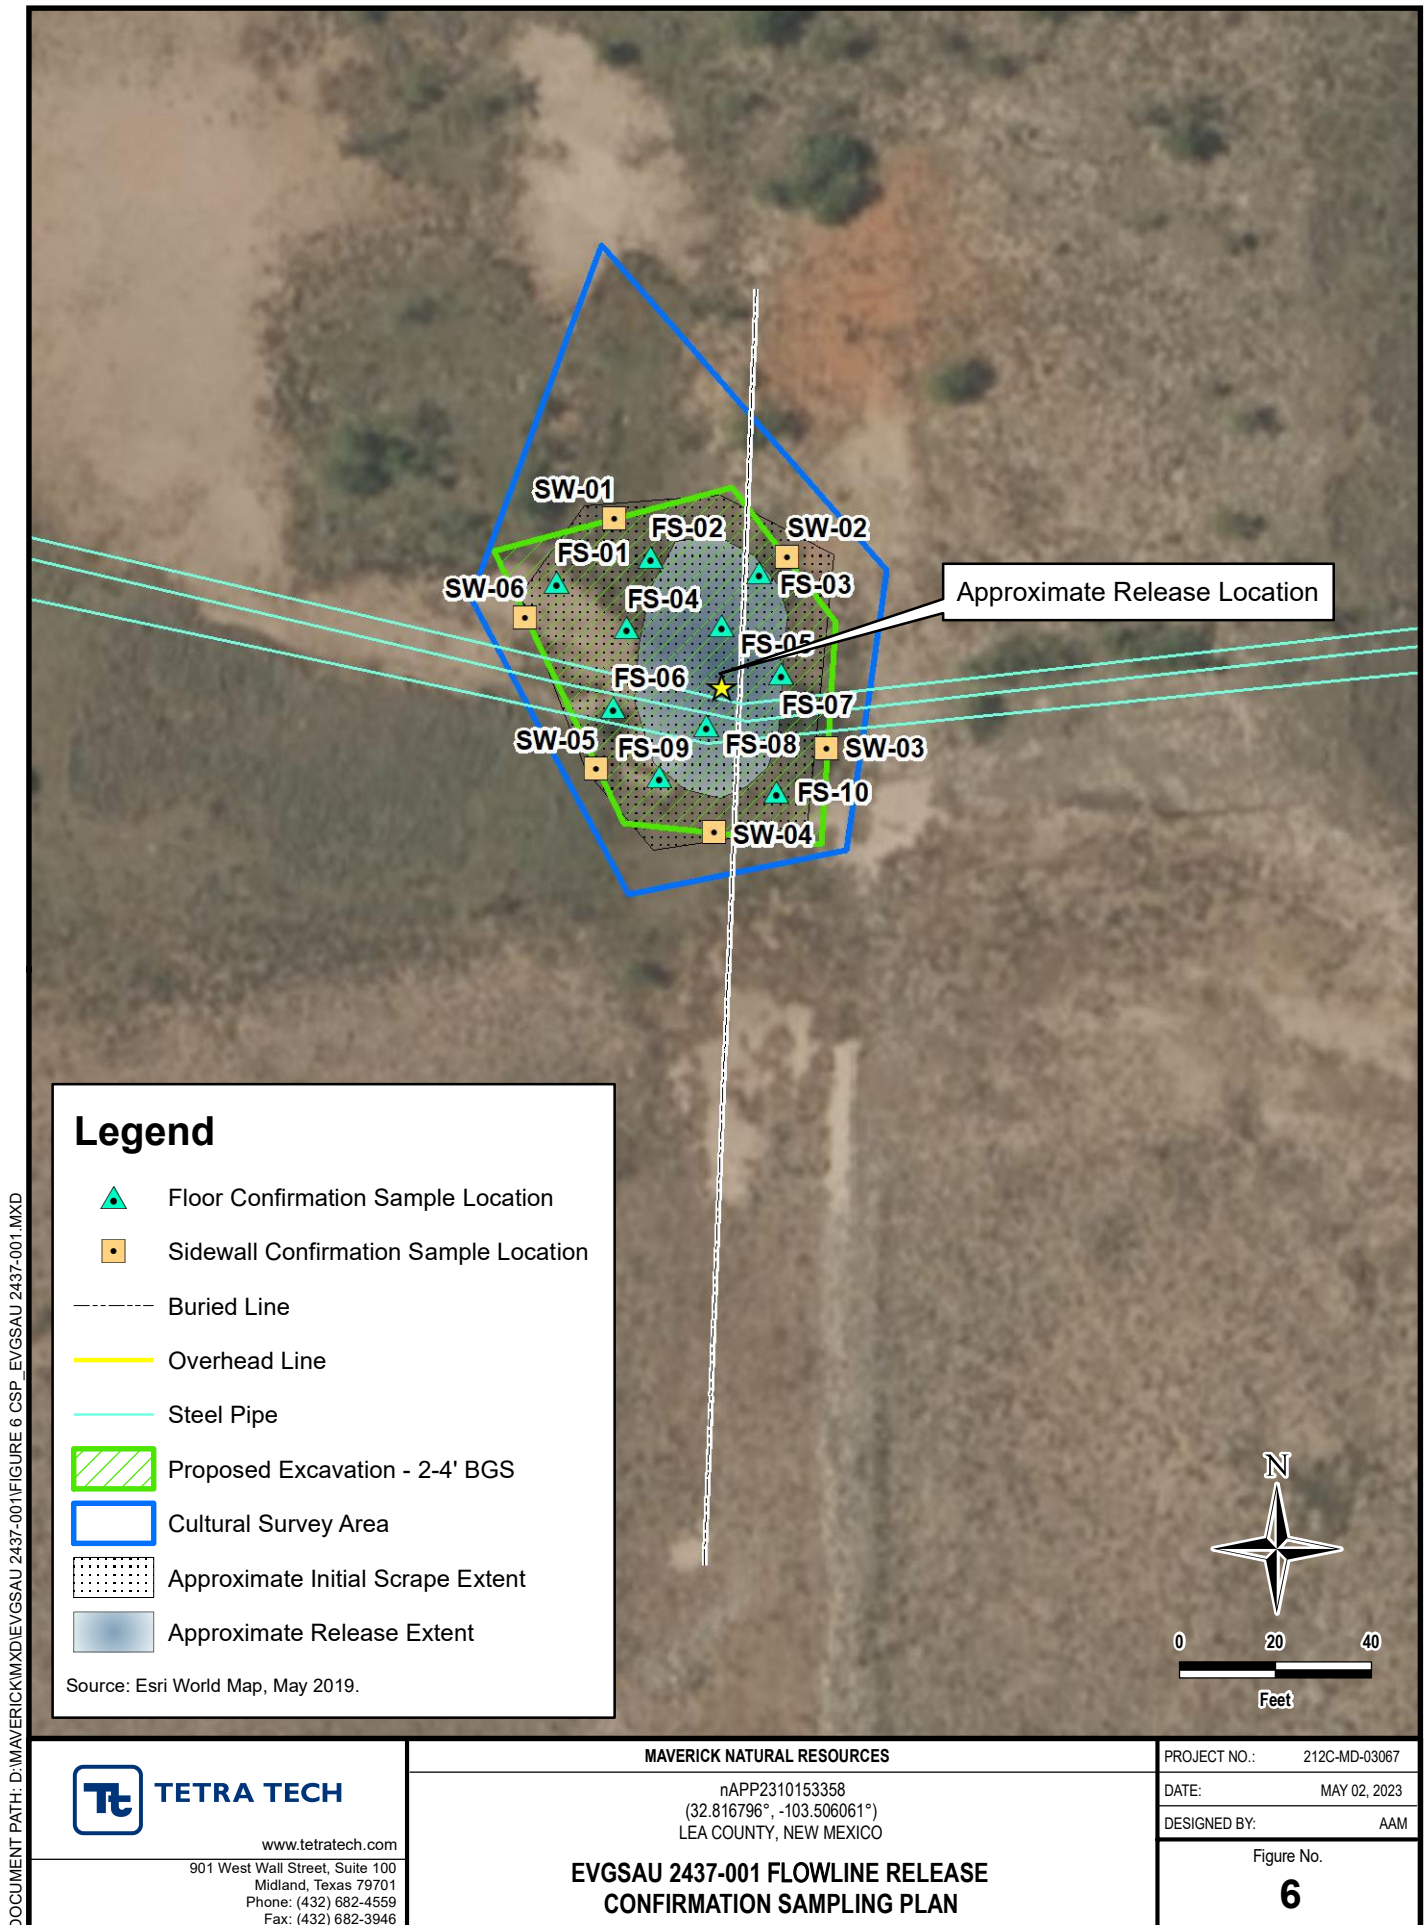 SW-01
FS-02
SW-02
FS-01
SW-06
FS-03
FS-04
Approximate Release Location
FS-05
FS-06
FS-07
SW-05
FS-09
FS-08
SW-03
FS-10
SW-04
Legend
Floor Confirmation Sample Location
Sidewall Confirmation Sample Location
Buried Line
Overhead Line
Steel Pipe
Proposed Excavation - 2-4' BGS
Cultural Survey Area
Approximate Initial Scrape Extent
Approximate Release Extent
Source: Esri World Map, May 2019.
N
0 20 40
Feet
DOCUMENT PATH: D:\MAVERICK\MXD\EVGSAU 2437-001\FIGURE 6 CSP_EVGSAU 2437-001.MXD
Tt TETRA TECH
www.tetratech.com
901 West Wall Street, Suite 100
Midland, Texas 79701
Phone: (432) 682-4559
Fax: (432) 682-3946
MAVERICK NATURAL RESOURCES
nAPP2310153358
(32.816796°, -103.506061°)
LEA COUNTY, NEW MEXICO
EVGSAU 2437-001 FLOWLINE RELEASE
CONFIRMATION SAMPLING PLAN
PROJECT NO.: 212C-MD-03067
DATE: MAY 02, 2023
DESIGNED BY: AAM
Figure No.
6